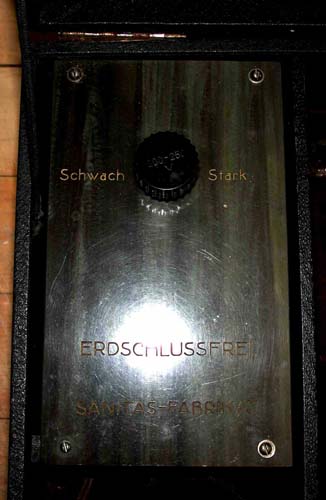 Schwach Stark
ERDSCHLUSSFREI
SANITAS-FABRIKAT